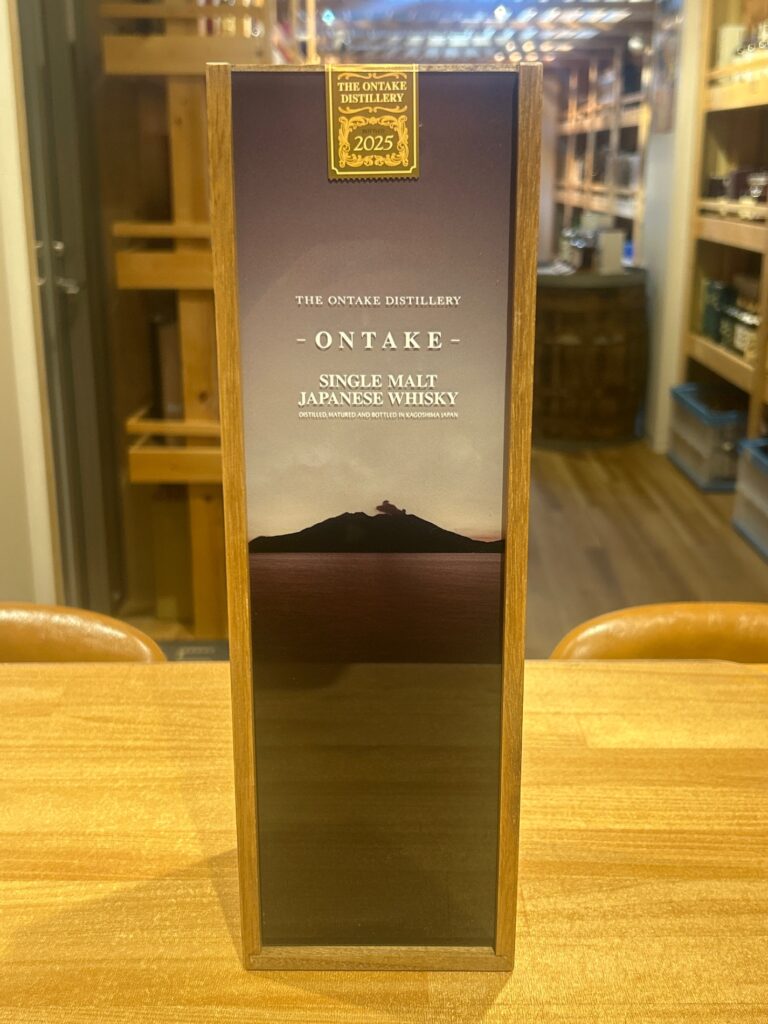 THE ONTAKE
DISTILLERY
BOTTLED
2025
THE ONTAKE DISTILLERY
-ONTAKE-
SINGLE MALT
JAPANESE WHISKY
DISTILLED, MATURED AND BOTTLED IN KAGOSHIMA JAPAN